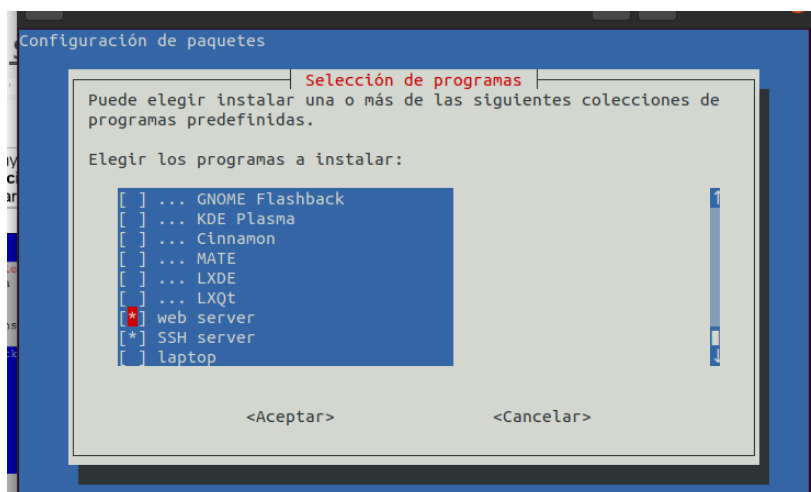 Configuración de paquetes
Selección de programas
Puede elegir instalar una o más de las siguientes colecciones de
programas predefinidas.
Elegir los programas a instalar:
[ ] ... GNOME Flashback
[ ] ... KDE Plasma
[ ] ... Cinnamon
[ ] ... MATE
[ ] ... LXDE
[ ] ... LXQt
[*] web server
[*] SSH server
[ ] laptop
<Aceptar> <Cancelar>